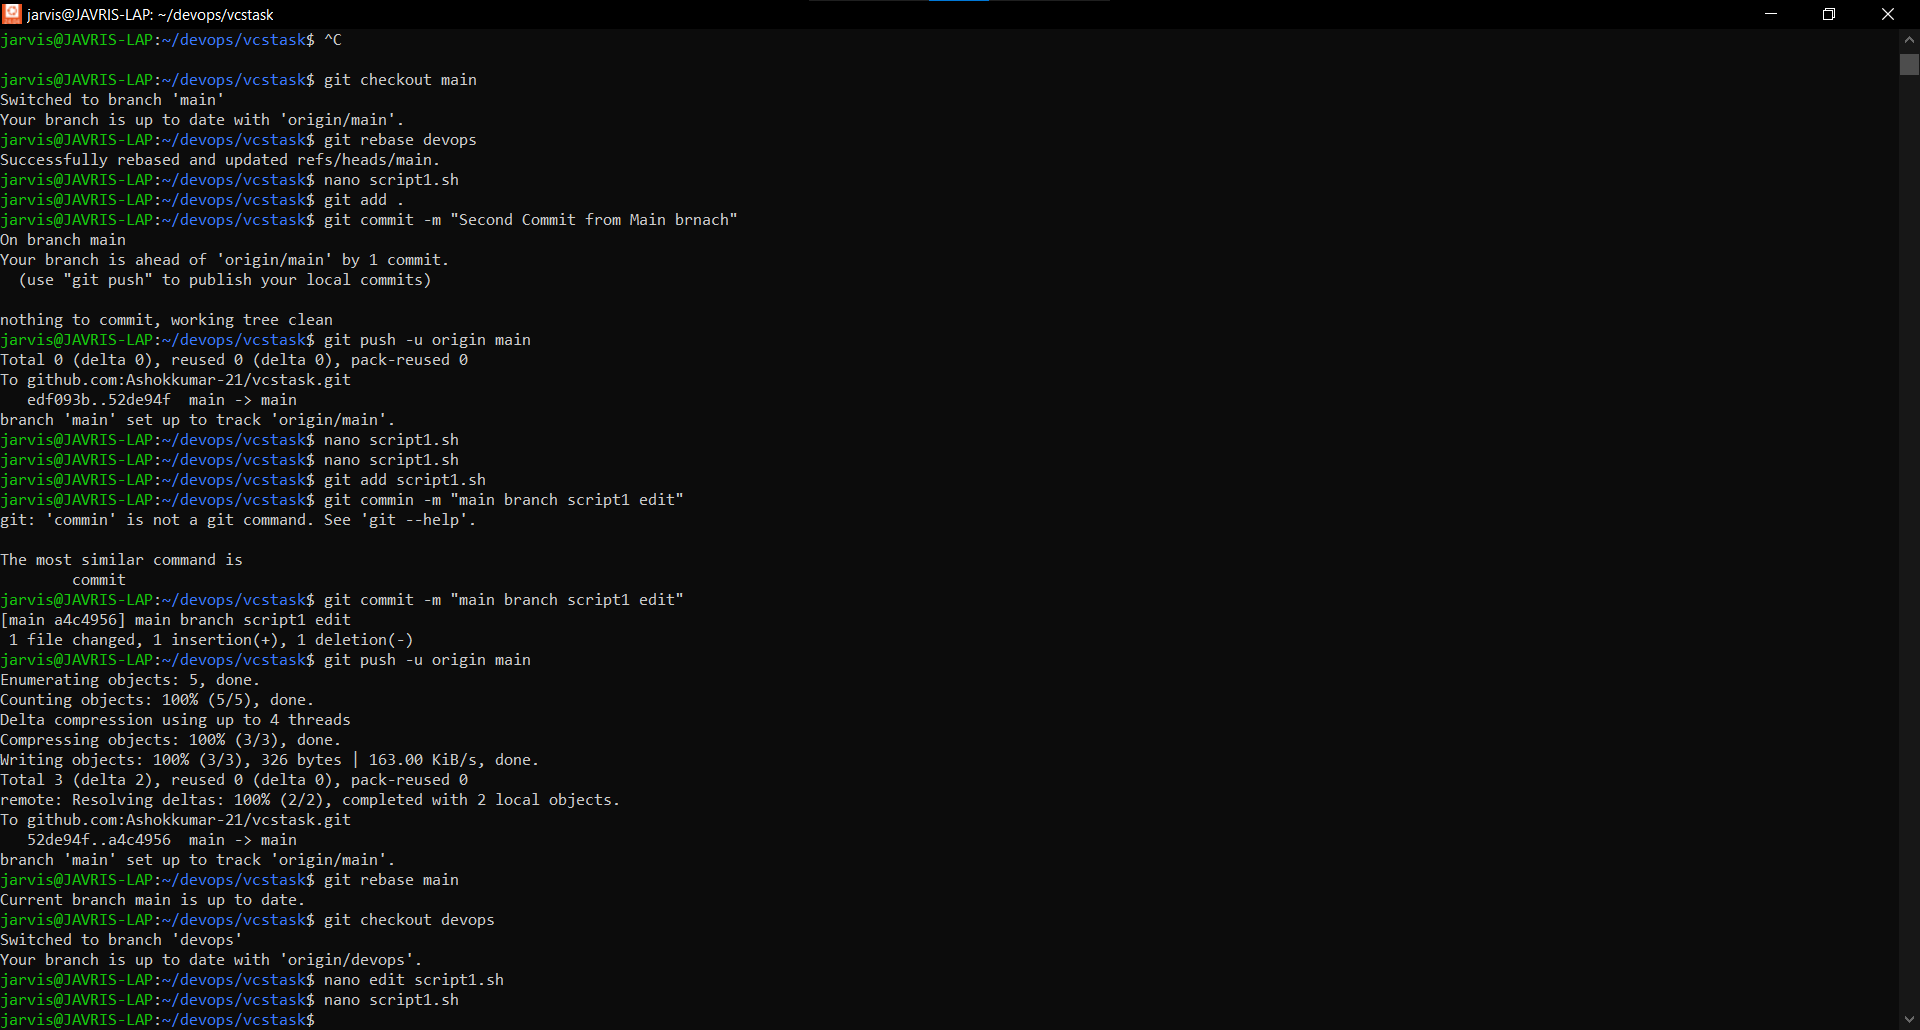 jarvis@JAVRIS-LAP: ~/devops/vcstask
jarvis@JAVRIS-LAP:~/devops/vcstask$ ^C
jarvis@JAVRIS-LAP:~/devops/vcstask$ git checkout main
Switched to branch 'main'
Your branch is up to date with 'origin/main'.
jarvis@JAVRIS-LAP:~/devops/vcstask$ git rebase devops
Successfully rebased and updated refs/heads/main.
jarvis@JAVRIS-LAP:~/devops/vcstask$ nano script1.sh
jarvis@JAVRIS-LAP:~/devops/vcstask$ git add .
jarvis@JAVRIS-LAP:~/devops/vcstask$ git commit -m "Second Commit from Main brnach"
On branch main
Your branch is ahead of 'origin/main' by 1 commit.
  (use "git push" to publish your local commits)
nothing to commit, working tree clean
jarvis@JAVRIS-LAP:~/devops/vcstask$ git push -u origin main
Total 0 (delta 0), reused 0 (delta 0), pack-reused 0
To github.com:Ashokkumar-21/vcstask.git
   edf093b..52de94f  main -> main
branch 'main' set up to track 'origin/main'.
jarvis@JAVRIS-LAP:~/devops/vcstask$ nano script1.sh
jarvis@JAVRIS-LAP:~/devops/vcstask$ nano script1.sh
jarvis@JAVRIS-LAP:~/devops/vcstask$ git add script1.sh
jarvis@JAVRIS-LAP:~/devops/vcstask$ git commin -m "main branch script1 edit"
git: 'commin' is not a git command. See 'git --help'.
The most similar command is
        commit
jarvis@JAVRIS-LAP:~/devops/vcstask$ git commit -m "main branch script1 edit"
[main a4c4956] main branch script1 edit
 1 file changed, 1 insertion(+), 1 deletion(-)
jarvis@JAVRIS-LAP:~/devops/vcstask$ git push -u origin main
Enumerating objects: 5, done.
Counting objects: 100% (5/5), done.
Delta compression using up to 4 threads
Compressing objects: 100% (3/3), done.
Writing objects: 100% (3/3), 326 bytes | 163.00 KiB/s, done.
Total 3 (delta 2), reused 0 (delta 0), pack-reused 0
remote: Resolving deltas: 100% (2/2), completed with 2 local objects.
To github.com:Ashokkumar-21/vcstask.git
   52de94f..a4c4956  main -> main
branch 'main' set up to track 'origin/main'.
jarvis@JAVRIS-LAP:~/devops/vcstask$ git rebase main
Current branch main is up to date.
jarvis@JAVRIS-LAP:~/devops/vcstask$ git checkout devops
Switched to branch 'devops'
Your branch is up to date with 'origin/devops'.
jarvis@JAVRIS-LAP:~/devops/vcstask$ nano edit script1.sh
jarvis@JAVRIS-LAP:~/devops/vcstask$ nano script1.sh
jarvis@JAVRIS-LAP:~/devops/vcstask$